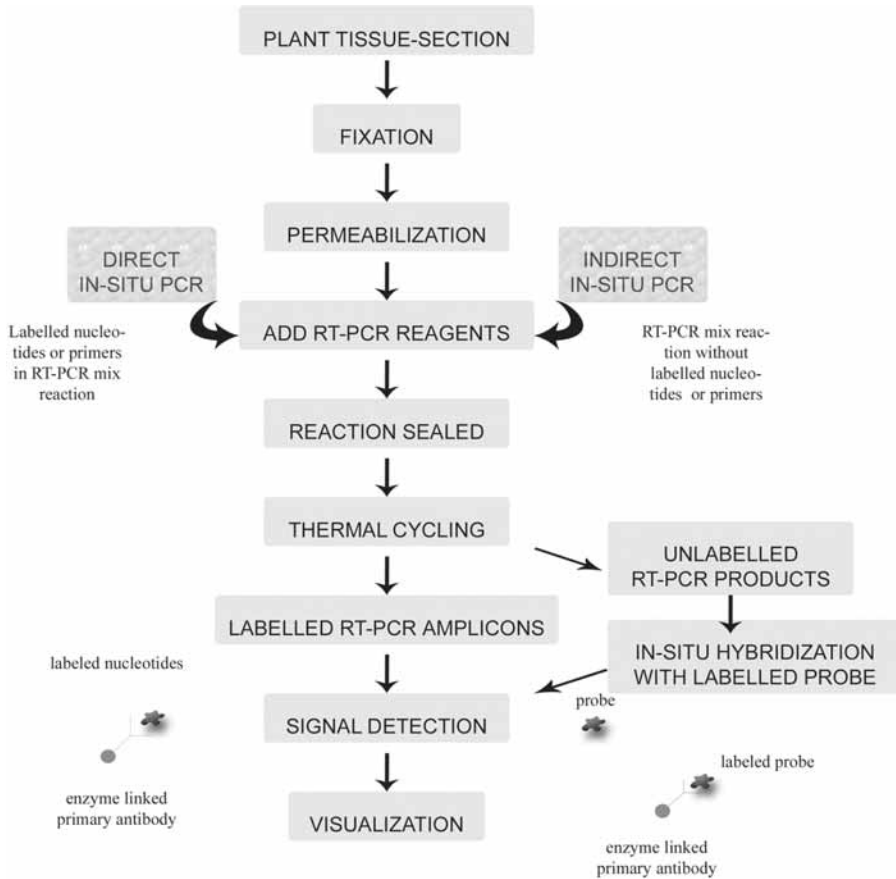 PLANT TISSUE-SECTION
FIXATION
PERMEABILIZATION
DIRECT
IN-SITU PCR
INDIRECT
IN-SITU PCR
Labelled nucleo-
tides or primers
in RT-PCR mix
reaction
ADD RT-PCR REAGENTS
RT-PCR mix reac-
tion without
labelled nucleo-
tides or primers
REACTION SEALED
THERMAL CYCLING
UNLABELLED
RT-PCR PRODUCTS
LABELLED RT-PCR AMPLICONS
IN-SITU HYBRIDIZATION
WITH LABELLED PROBE
labeled nucleotides
SIGNAL DETECTION
probe
enzyme linked
primary antibody
VISUALIZATION
labeled probe
enzyme linked
primary antibody